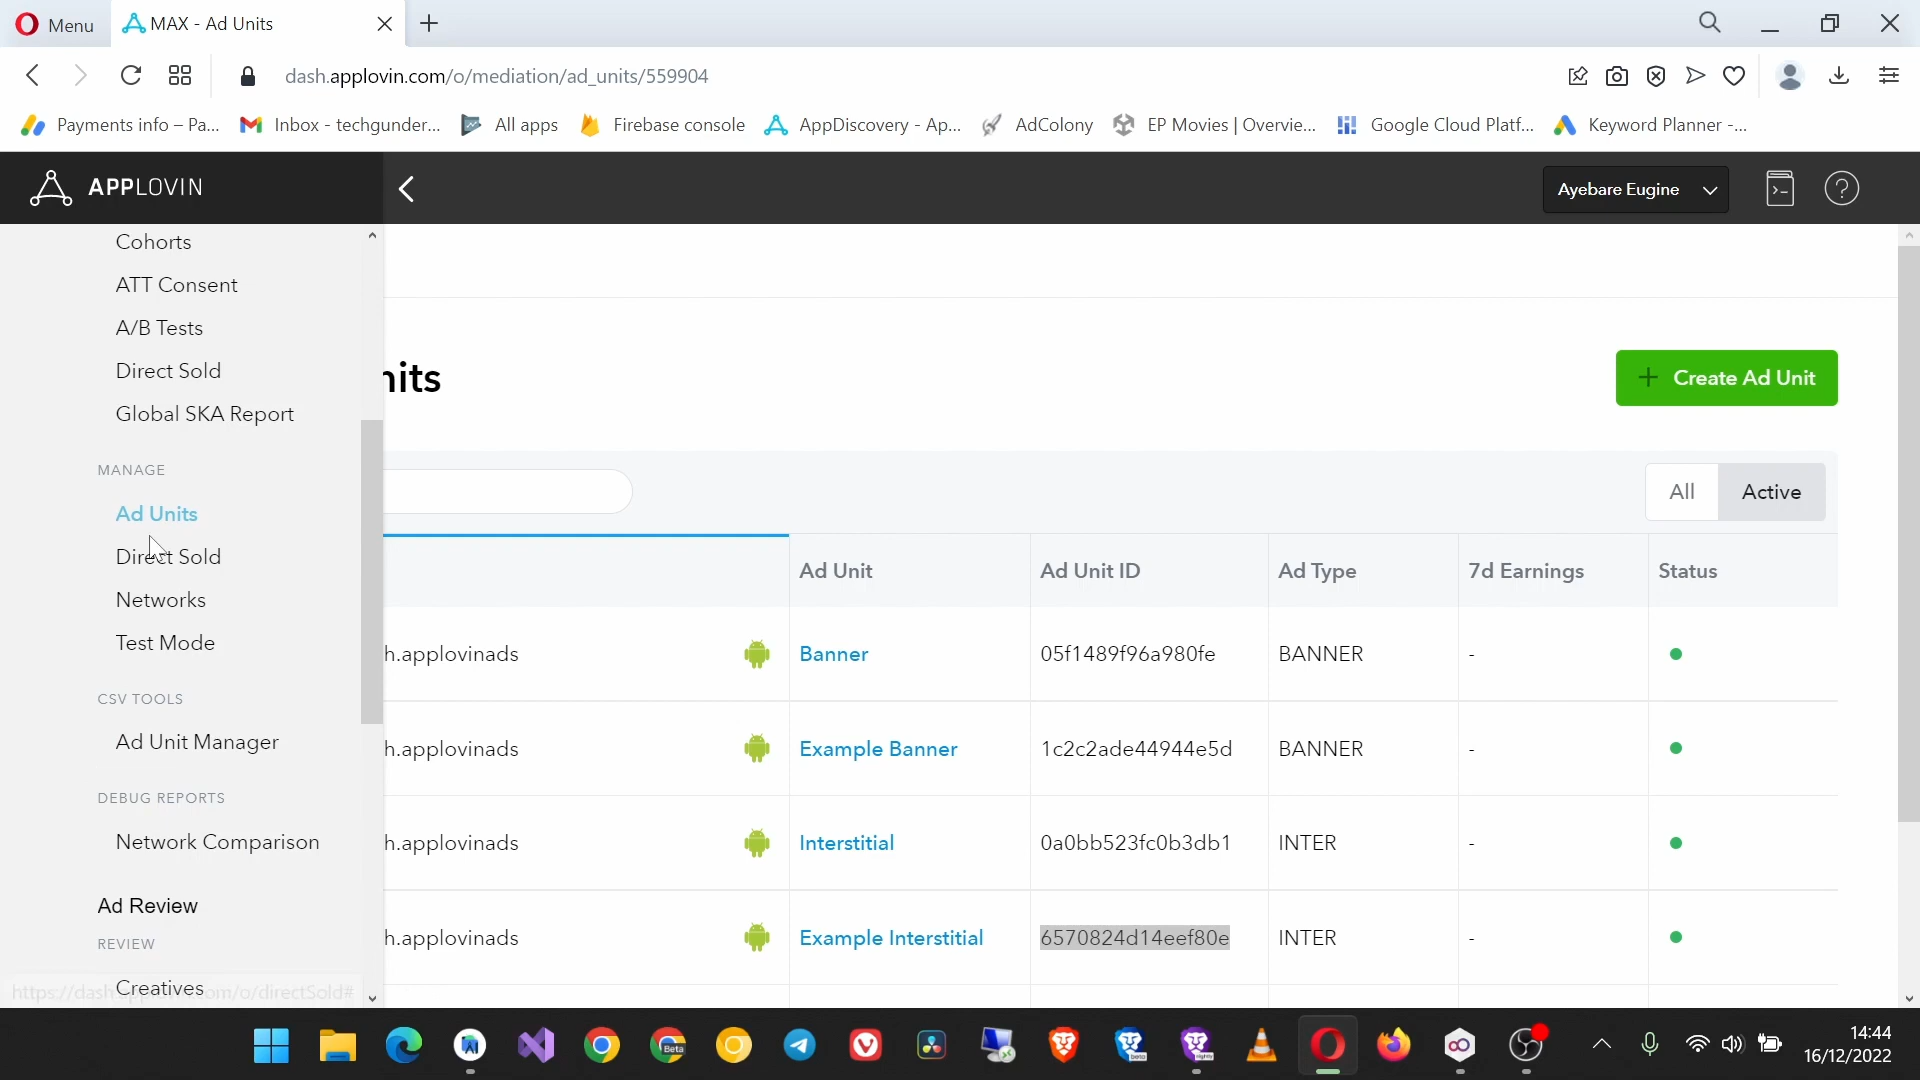 Menu
MAX - Ad Units
dash.applovin.com/o/mediation/ad_units/559904
Payments info – Pa...
Inbox - techgunder...
All apps
Firebase console
AppDiscovery - Ap...
AdColony
EP Movies | Overvie...
Google Cloud Platf...
Keyword Planner -...
APPLOVIN
Ayebare Eugine
Cohorts
ATT Consent
A/B Tests
Direct Sold
Global SKA Report
MANAGE
Ad Units
Direct Sold
Networks
Test Mode
CSV TOOLS
Ad Unit Manager
DEBUG REPORTS
Network Comparison
Ad Review
REVIEW
Creatives
nits
+ Create Ad Unit
All
Active
Ad Unit
Ad Unit ID
Ad Type
7d Earnings
Status
h.applovinads
Banner
05f1489f96a980fe
BANNER
-
h.applovinads
Example Banner
1c2c2ade44944e5d
BANNER
-
h.applovinads
Interstitial
0a0bb523fc0b3db1
INTER
-
h.applovinads
Example Interstitial
6570824d14eef80e
INTER
-
Beta
beta
nightly
14:44
16/12/2022